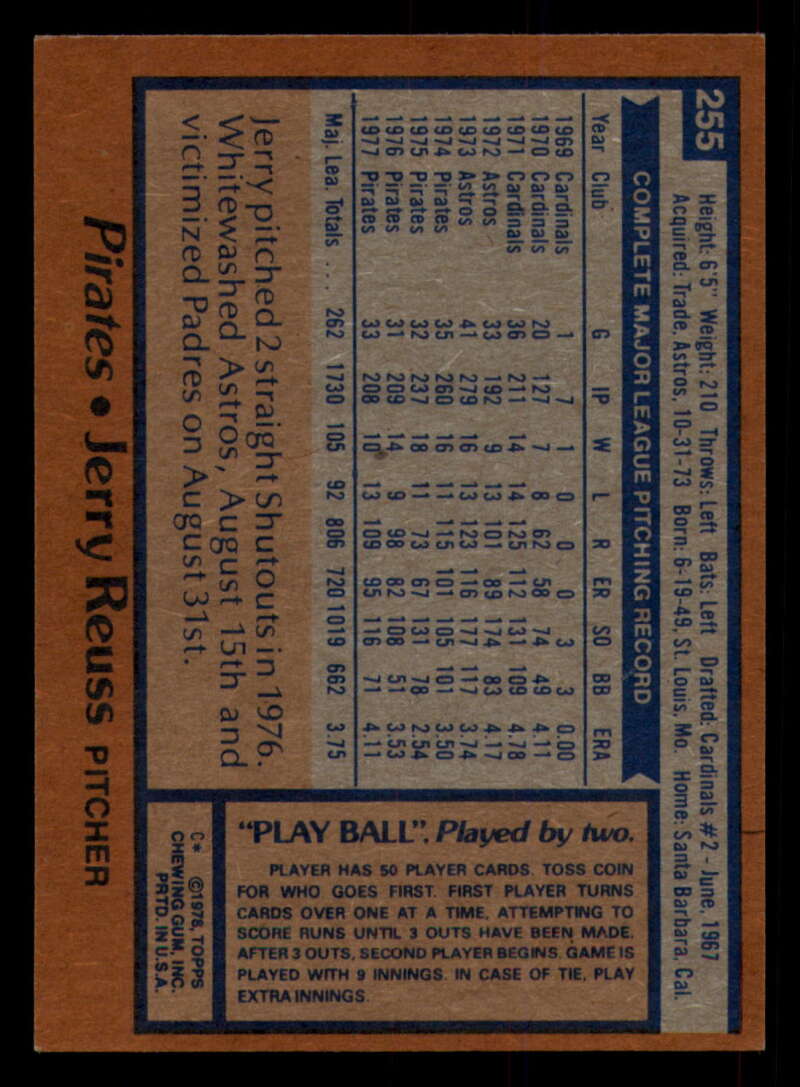 255
Height: 6'5" Weight: 210 Throws: Left Bats: Left Drafted: Cardinals #2 - June, 1967
Acquired: Trade, Astros, 10-31-73 Born: 6-19-49, St. Louis, Mo. Home: Santa Barbara, Cal.
COMPLETE MAJOR LEAGUE PITCHING RECORD
Year Club G IP W L R ER SO BB ERA
1969 Cardinals 1 7 1 0 0 0 3 3 0.00
1970 Cardinals 20 127 7 8 62 58 74 49 4.11
1971 Cardinals 36 211 14 14 125 112 131 109 4.78
1972 Astros 33 192 9 13 101 89 174 83 4.17
1973 Astros 41 279 16 13 123 116 177 117 3.74
1974 Pirates 35 260 16 11 115 101 105 101 3.50
1975 Pirates 32 237 18 11 73 67 131 78 2.54
1976 Pirates 31 209 14 9 98 82 108 51 3.53
1977 Pirates 33 208 10 13 109 95 116 71 4.11
Maj. Lea. Totals ... 262 1730 105 92 806 720 1019 662 3.75
Jerry pitched 2 straight Shutouts in 1976.
Whitewashed Astros, August 15th and
victimized Padres on August 31st.
Pirates • Jerry Reuss PITCHER
"PLAY BALL". Played by two.
PLAYER HAS 50 PLAYER CARDS. TOSS COIN
FOR WHO GOES FIRST. FIRST PLAYER TURNS
CARDS OVER ONE AT A TIME, ATTEMPTING TO
SCORE RUNS UNTIL 3 OUTS HAVE BEEN MADE.
AFTER 3 OUTS, SECOND PLAYER BEGINS. GAME IS
PLAYED WITH 9 INNINGS. IN CASE OF TIE, PLAY
EXTRA INNINGS.
C* ©1978, TOPPS
CHEWING GUM, INC.
PRTD. IN U.S.A.